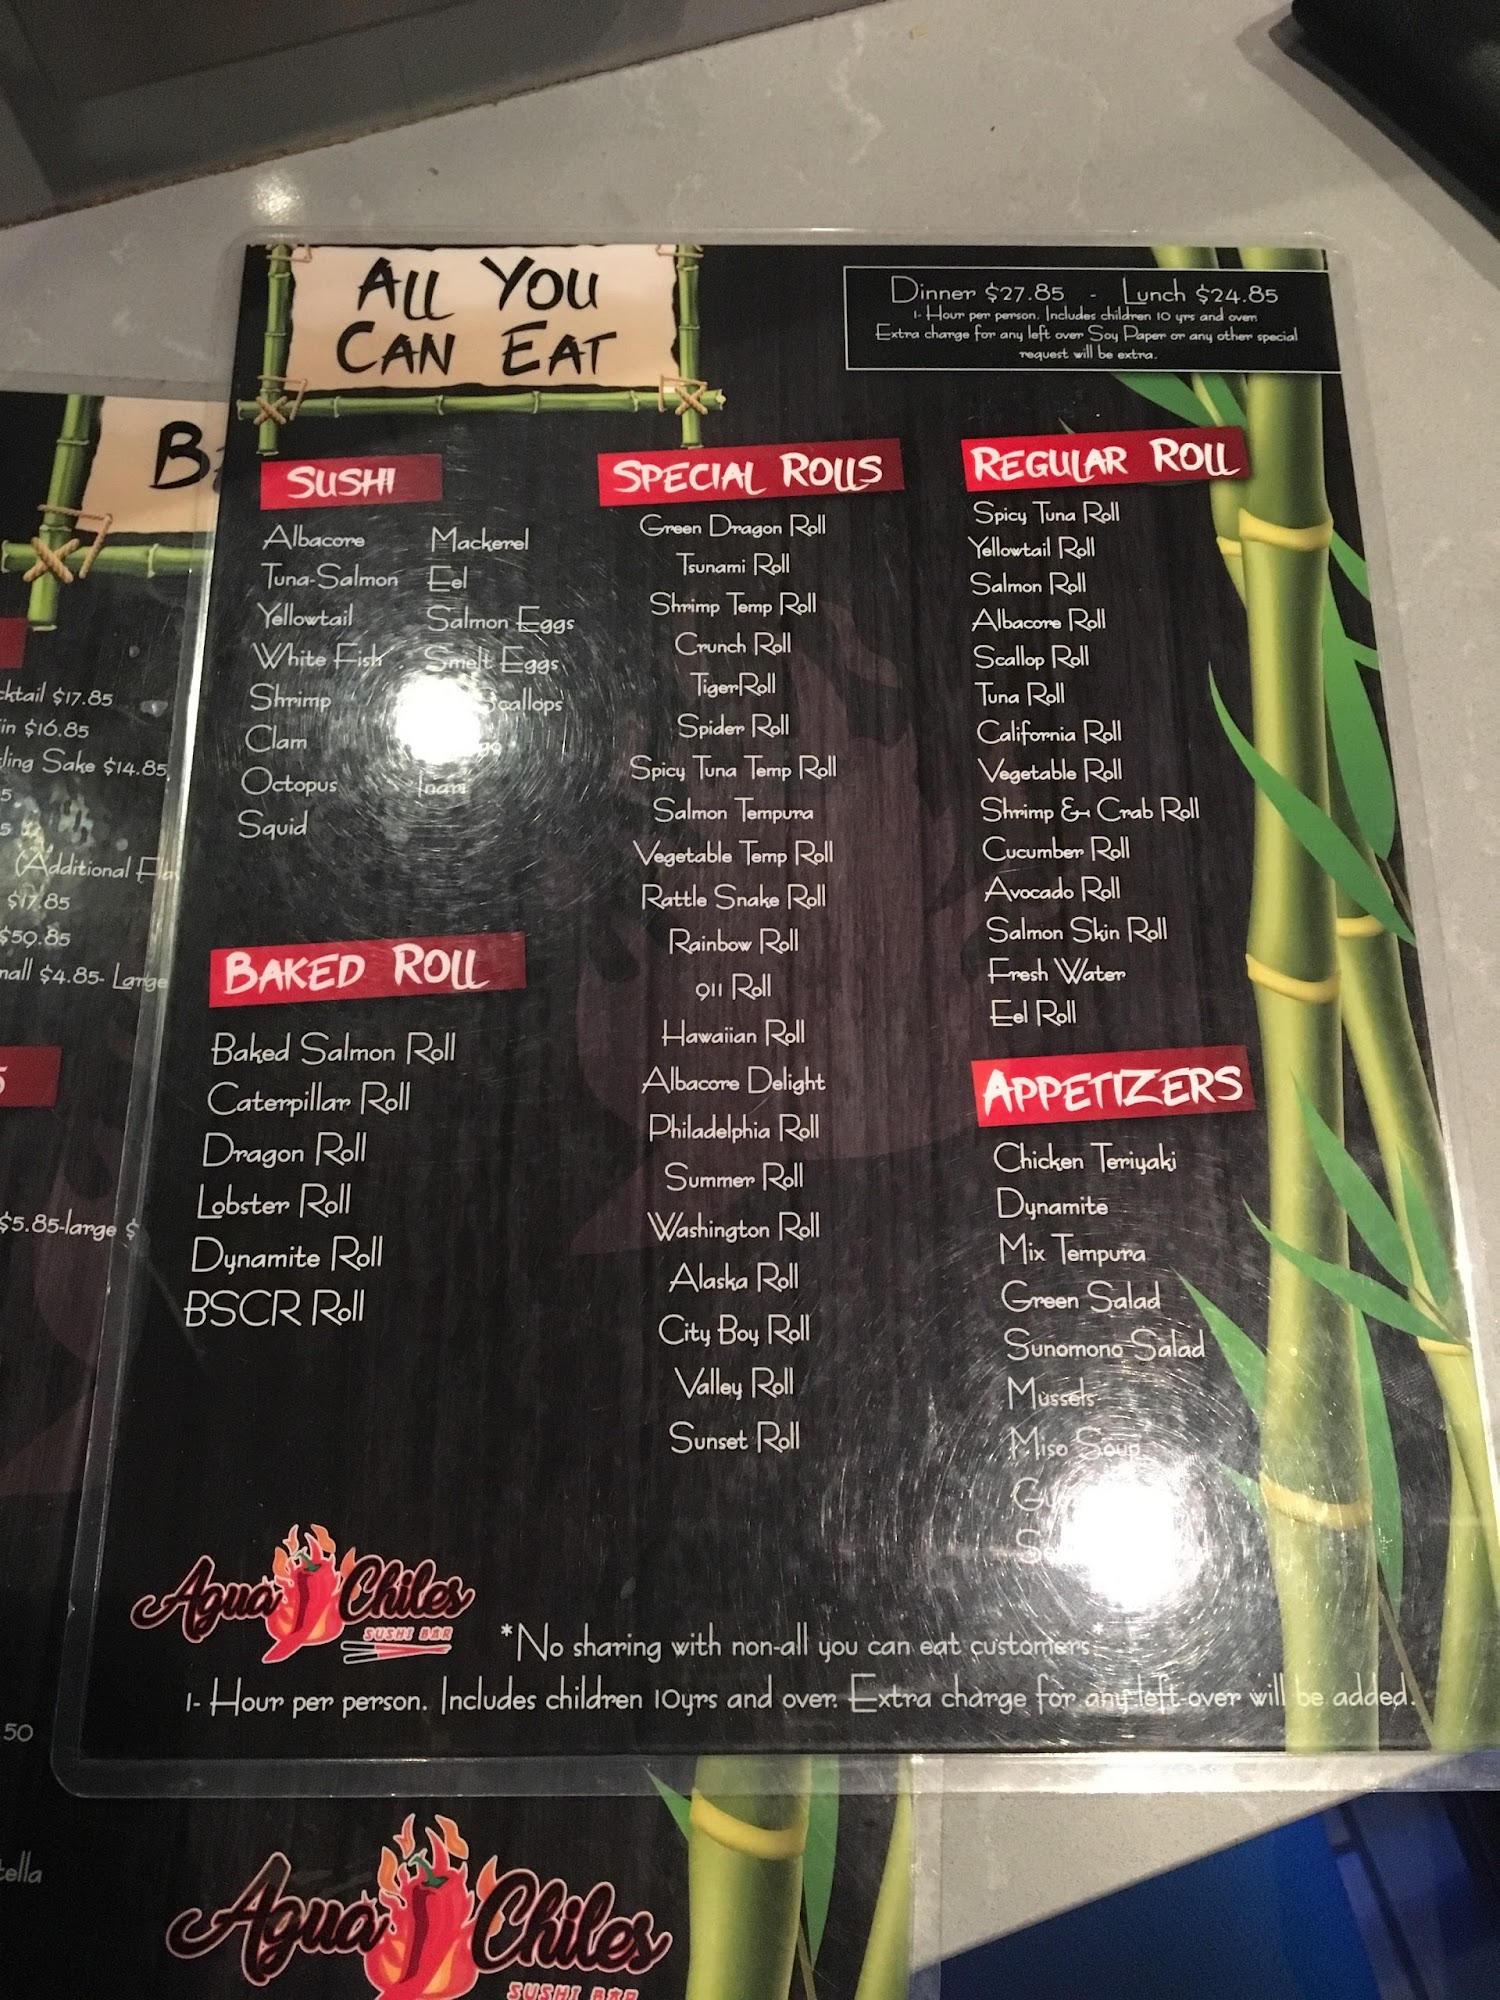 ALL YOU
CAN EAT
Dinner $27.85 - Lunch $24.85
1- Hour per person. Includes children 10 yrs and over.
Extra charge for any left over Soy Paper or any other special
request will be extra.
SUSHI
Albacore
Tuna-Salmon
Yellowtail
White Fish
Shrimp
Clam
Octopus
Squid
Mackerel
Eel
Salmon Eggs
Smelt Eggs
Scallops
Inari
BAKED ROLL
Baked Salmon Roll
Caterpillar Roll
Dragon Roll
Lobster Roll
Dynamite Roll
BSCR Roll
SPECIAL ROLLS
Green Dragon Roll
Tsunami Roll
Shrimp Temp Roll
Crunch Roll
TigerRoll
Spider Roll
Spicy Tuna Temp Roll
Salmon Tempura
Vegetable Temp Roll
Rattle Snake Roll
Rainbow Roll
911 Roll
Hawaiian Roll
Albacore Delight
Philadelphia Roll
Summer Roll
Washington Roll
Alaska Roll
City Boy Roll
Valley Roll
Sunset Roll
REGULAR ROLL
Spicy Tuna Roll
Yellowtail Roll
Salmon Roll
Albacore Roll
Scallop Roll
Tuna Roll
California Roll
Vegetable Roll
Shrimp & Crab Roll
Cucumber Roll
Avocado Roll
Salmon Skin Roll
Fresh Water
Eel Roll
APPETIZERS
Chicken Teriyaki
Dynamite
Mix Tempura
Green Salad
Sunomono Salad
Mussels
Miso Soup
Agua Chiles
SUSHI BAR
*No sharing with non-all you can eat customers.*
1- Hour per person. Includes children 10yrs and over. Extra charge for any left-over will be added.
$17.85
$16.85
Sake $14.85
(Additional
$17.85
$59.85
$4.85- Large
$5.85-large $
.50
Agua Chiles
SUSHI BAR